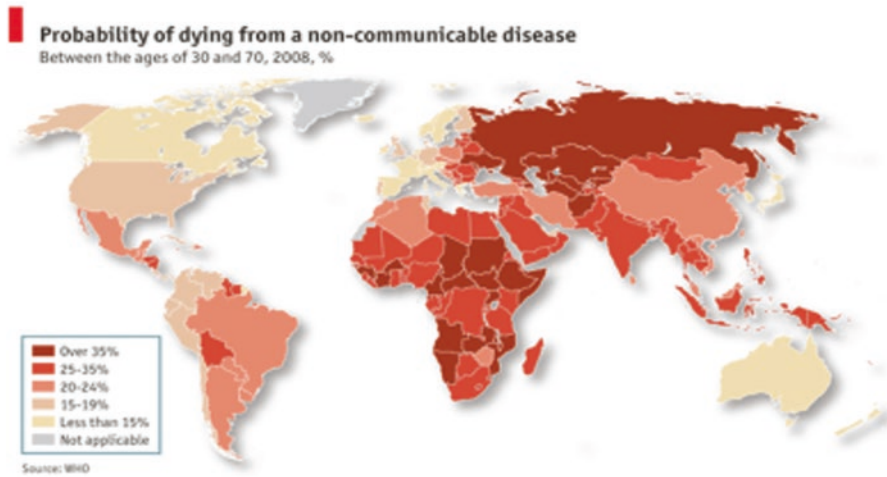 Probability of dying from a non-communicable disease
Between the ages of 30 and 70, 2008, %
Over 35%
25-35%
20-24%
15-19%
Less than 15%
Not applicable
Source: WHO